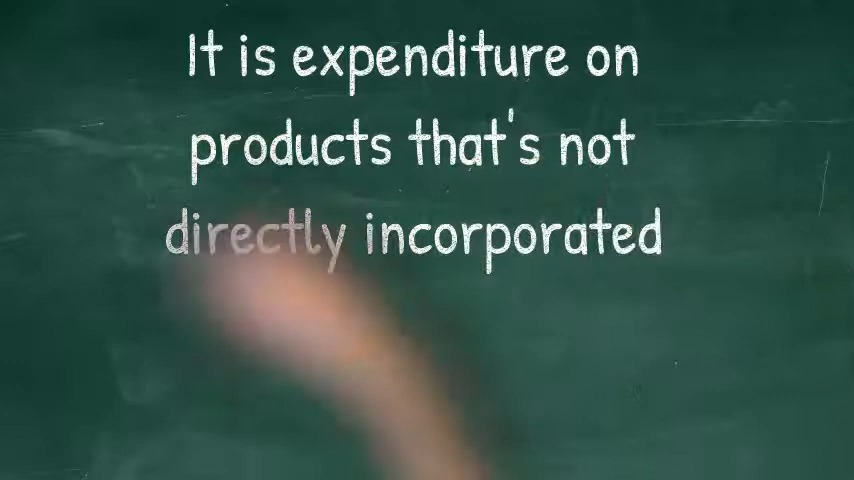 It is expenditure on
products that's not
directly incorporated